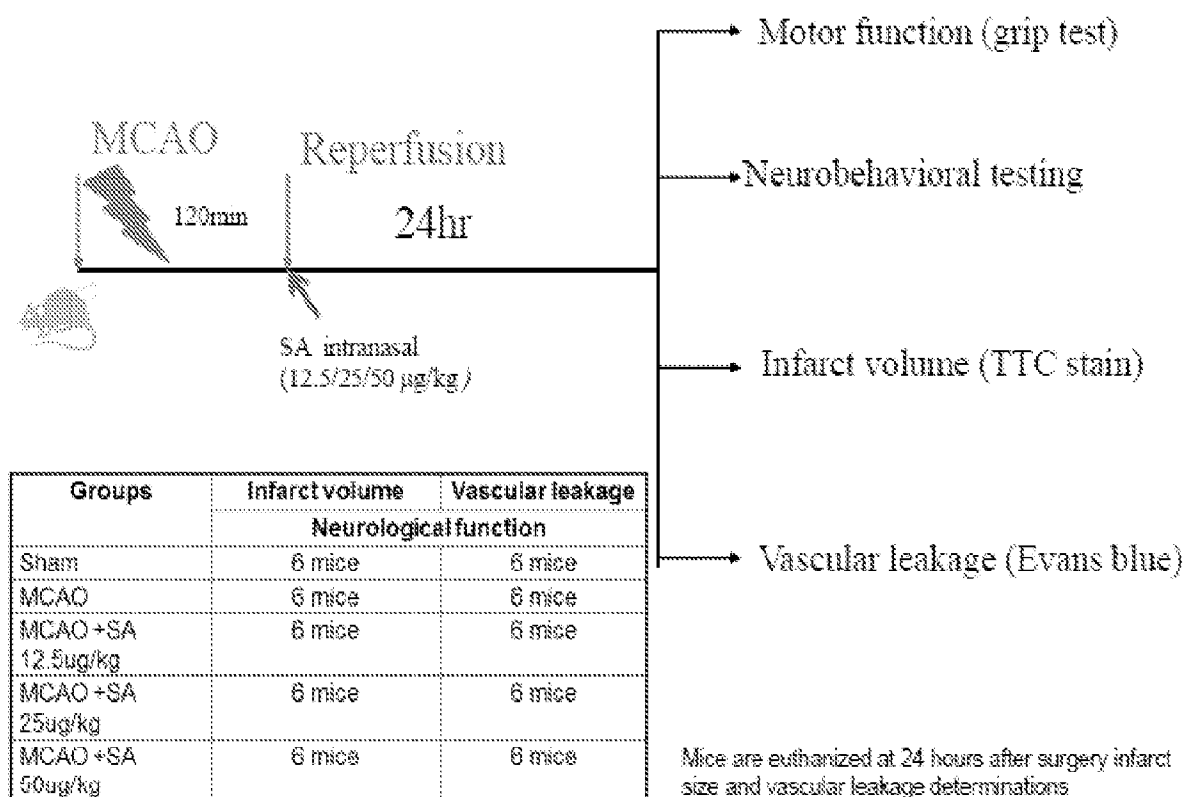 Motor function (grip test)
MCAO
Reperfusion
120min
24hr
Neurobehavioral testing
SA intranasal
(12.5/25/50 µg/kg)
Infarct volume (TTC stain)
Groups Infarct volume Vascular leakage
Neurological function
Sham 6 mice 6 mice
MCAO 6 mice 6 mice
MCAO +SA 6 mice 6 mice
12.5ug/kg
MCAO +SA 6 mice 6 mice
25ug/kg
MCAO +SA 6 mice 6 mice
50ug/kg
Vascular leakage (Evans blue)
Mice are euthanized at 24 hours after surgery infarct
size and vascular leakage determinations